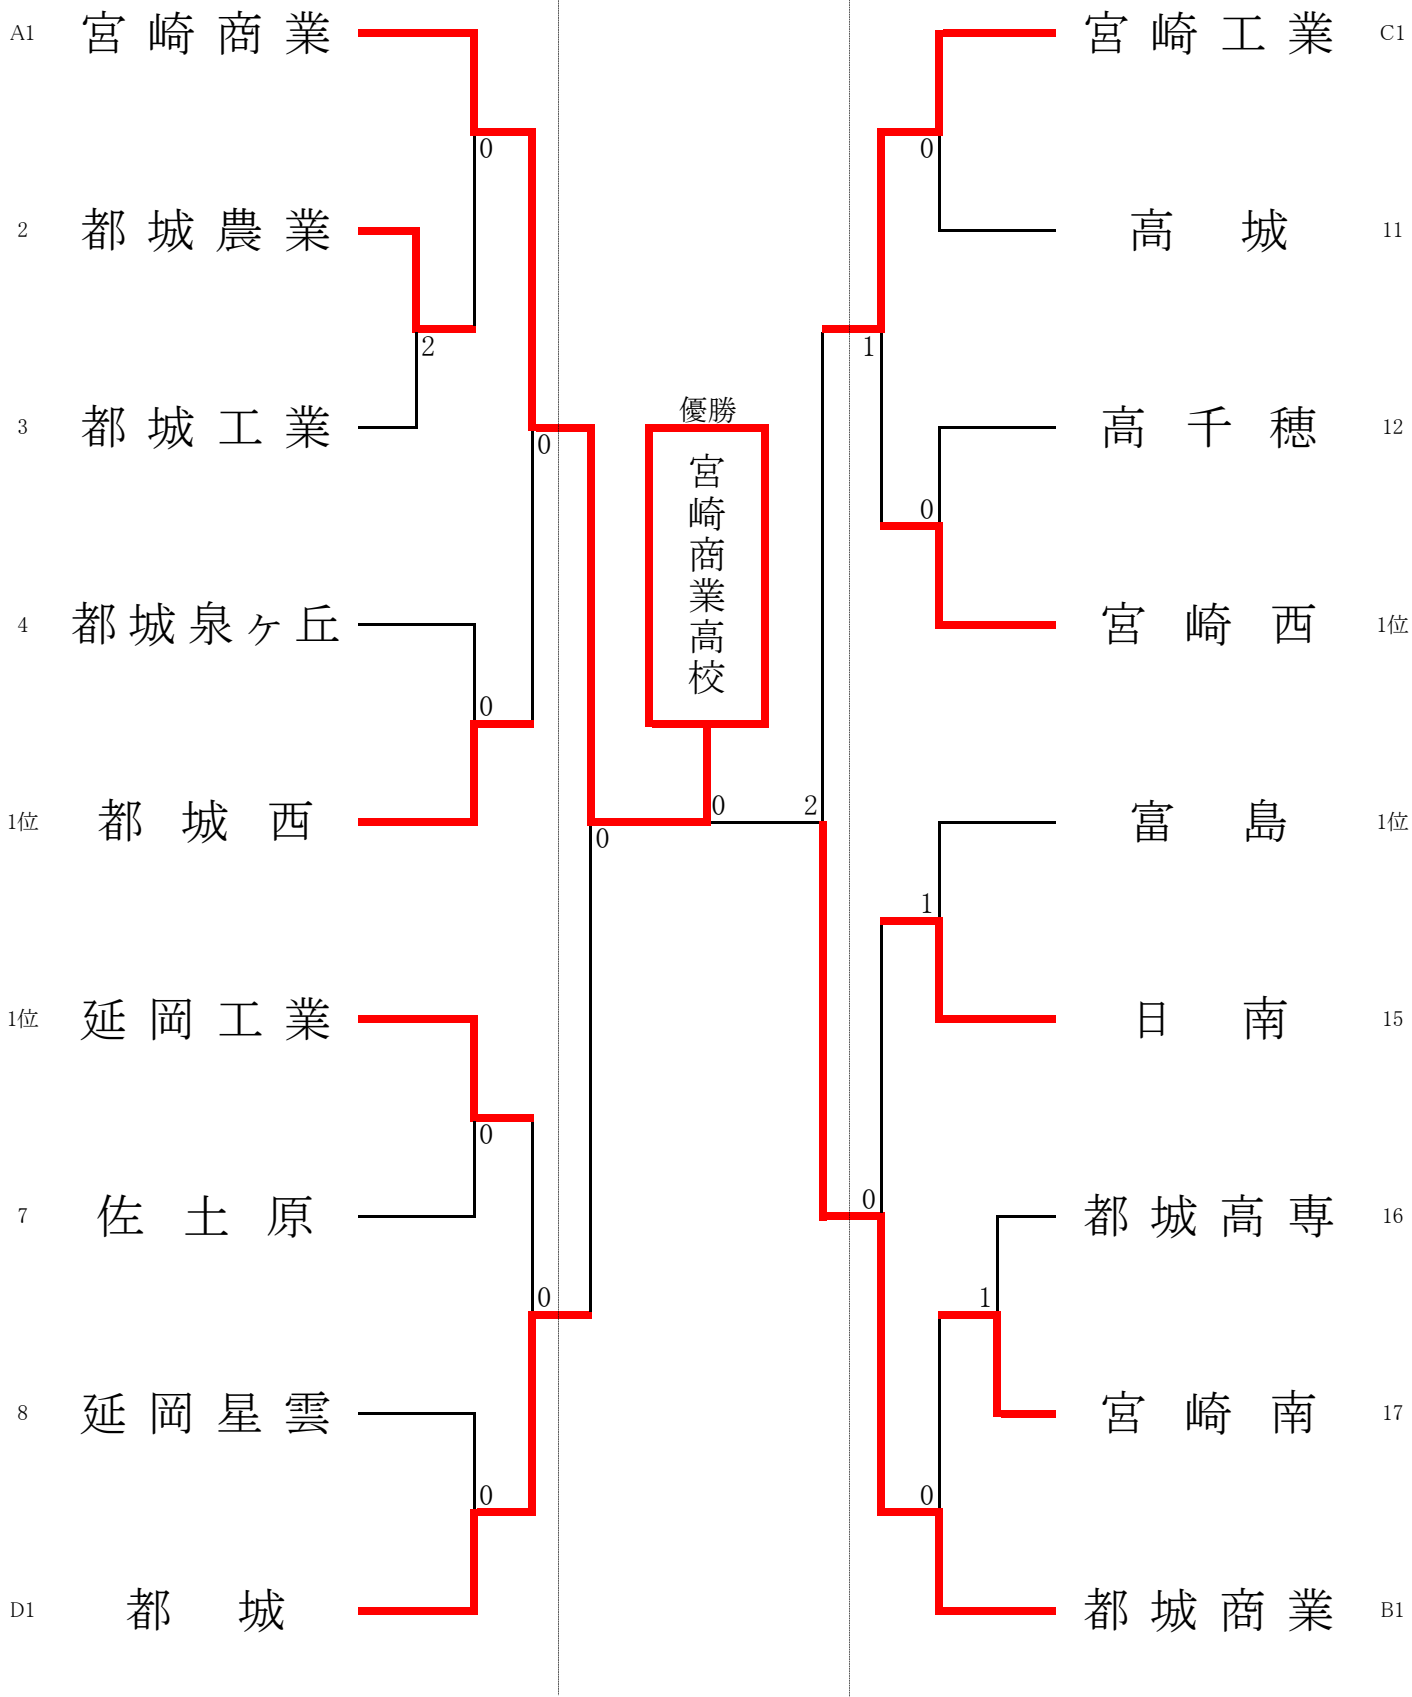 A1 宮崎商業
0
2 都城農業
2
3 都城工業
0
4 都城泉ヶ丘
0
1位 都城西
0
1位 延岡工業
0
7 佐土原
0
8 延岡星雲
0
D1 都城
優勝
宮崎商業高校
0 2
宮崎工業 C1
0
高城 11
1
高千穂 12
0
宮崎西 1位
富島 1位
1
日南 15
0
都城高専 16
1
宮崎南 17
0
都城商業 B1